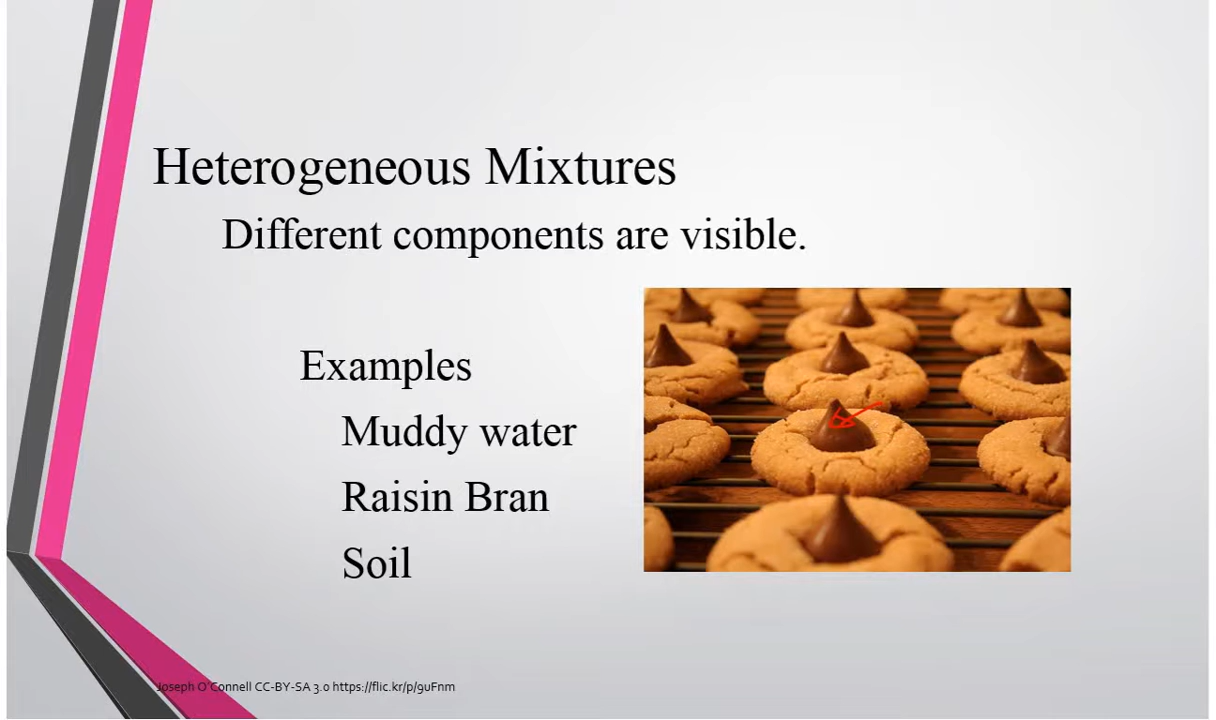 Heterogeneous Mixtures
Different components are visible.
Examples
Muddy water
Raisin Bran
Soil
Joseph O'Connell CC-BY-SA 3.0 https://flic.kr/p/9uFnm